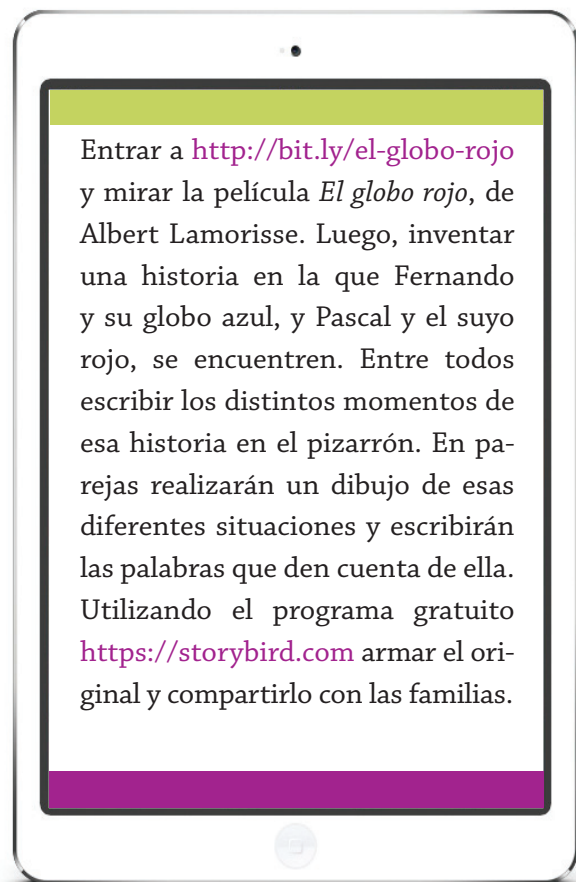 Entrar a http://bit.ly/el-globo-rojo
y mirar la película El globo rojo, de
Albert Lamorisse. Luego, inventar
una historia en la que Fernando
y su globo azul, y Pascal y el suyo
rojo, se encuentren. Entre todos
escribir los distintos momentos de
esa historia en el pizarrón. En pa-
rejas realizarán un dibujo de esas
diferentes situaciones y escribirán
las palabras que den cuenta de ella.
Utilizando el programa gratuito
https://storybird.com armar el ori-
ginal y compartirlo con las familias.